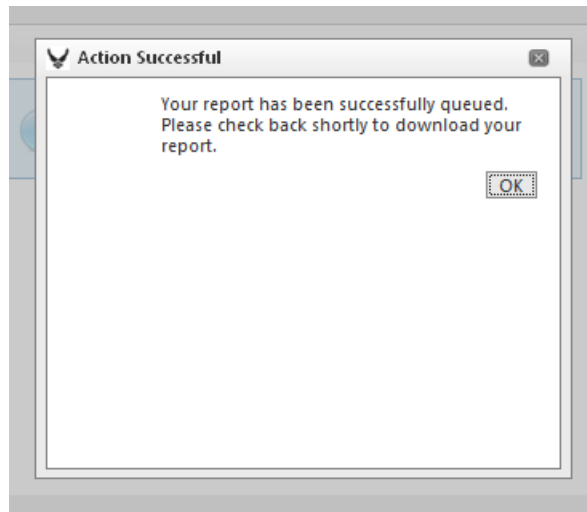 Action Successful
Your report has been successfully queued.
Please check back shortly to download your
report.
OK